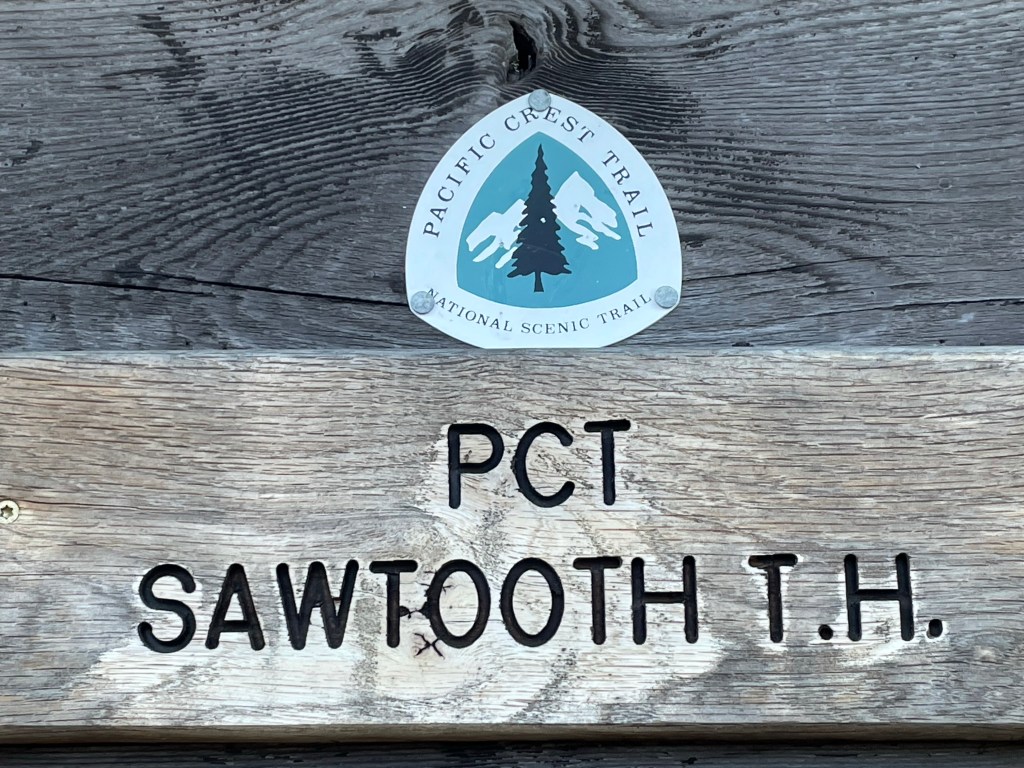 PACIFIC CREST TRAIL
NATIONAL SCENIC TRAIL
PCT
SAWTOOTH T.H.